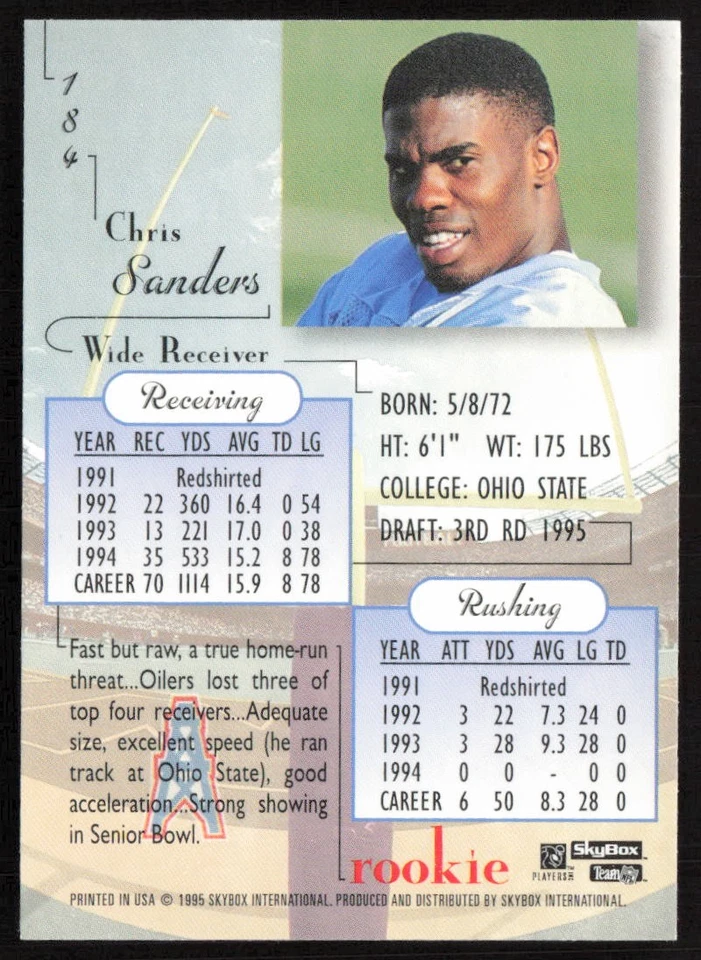 184
Chris
Sanders
Wide Receiver
BORN: 5/8/72
HT: 6'1" WT: 175 LBS
COLLEGE: OHIO STATE
DRAFT: 3RD RD 1995
Receiving
YEAR REC YDS AVG TD LG
1991 Redshirted
1992 22 360 16.4 0 54
1993 13 221 17.0 0 38
1994 35 533 15.2 8 78
CAREER 70 1114 15.9 8 78
Rushing
YEAR ATT YDS AVG LG TD
1991 Redshirted
1992 3 22 7.3 24 0
1993 3 28 9.3 28 0
1994 0 0 - 0 0
CAREER 6 50 8.3 28 0
Fast but raw, a true home-run
threat...Oilers lost three of
top four receivers...Adequate
size, excellent speed (he ran
track at Ohio State), good
acceleration...Strong showing
in Senior Bowl.
rookie
PLAYERS
SkyBox
Team NFL
PRINTED IN USA © 1995 SKYBOX INTERNATIONAL. PRODUCED AND DISTRIBUTED BY SKYBOX INTERNATIONAL.